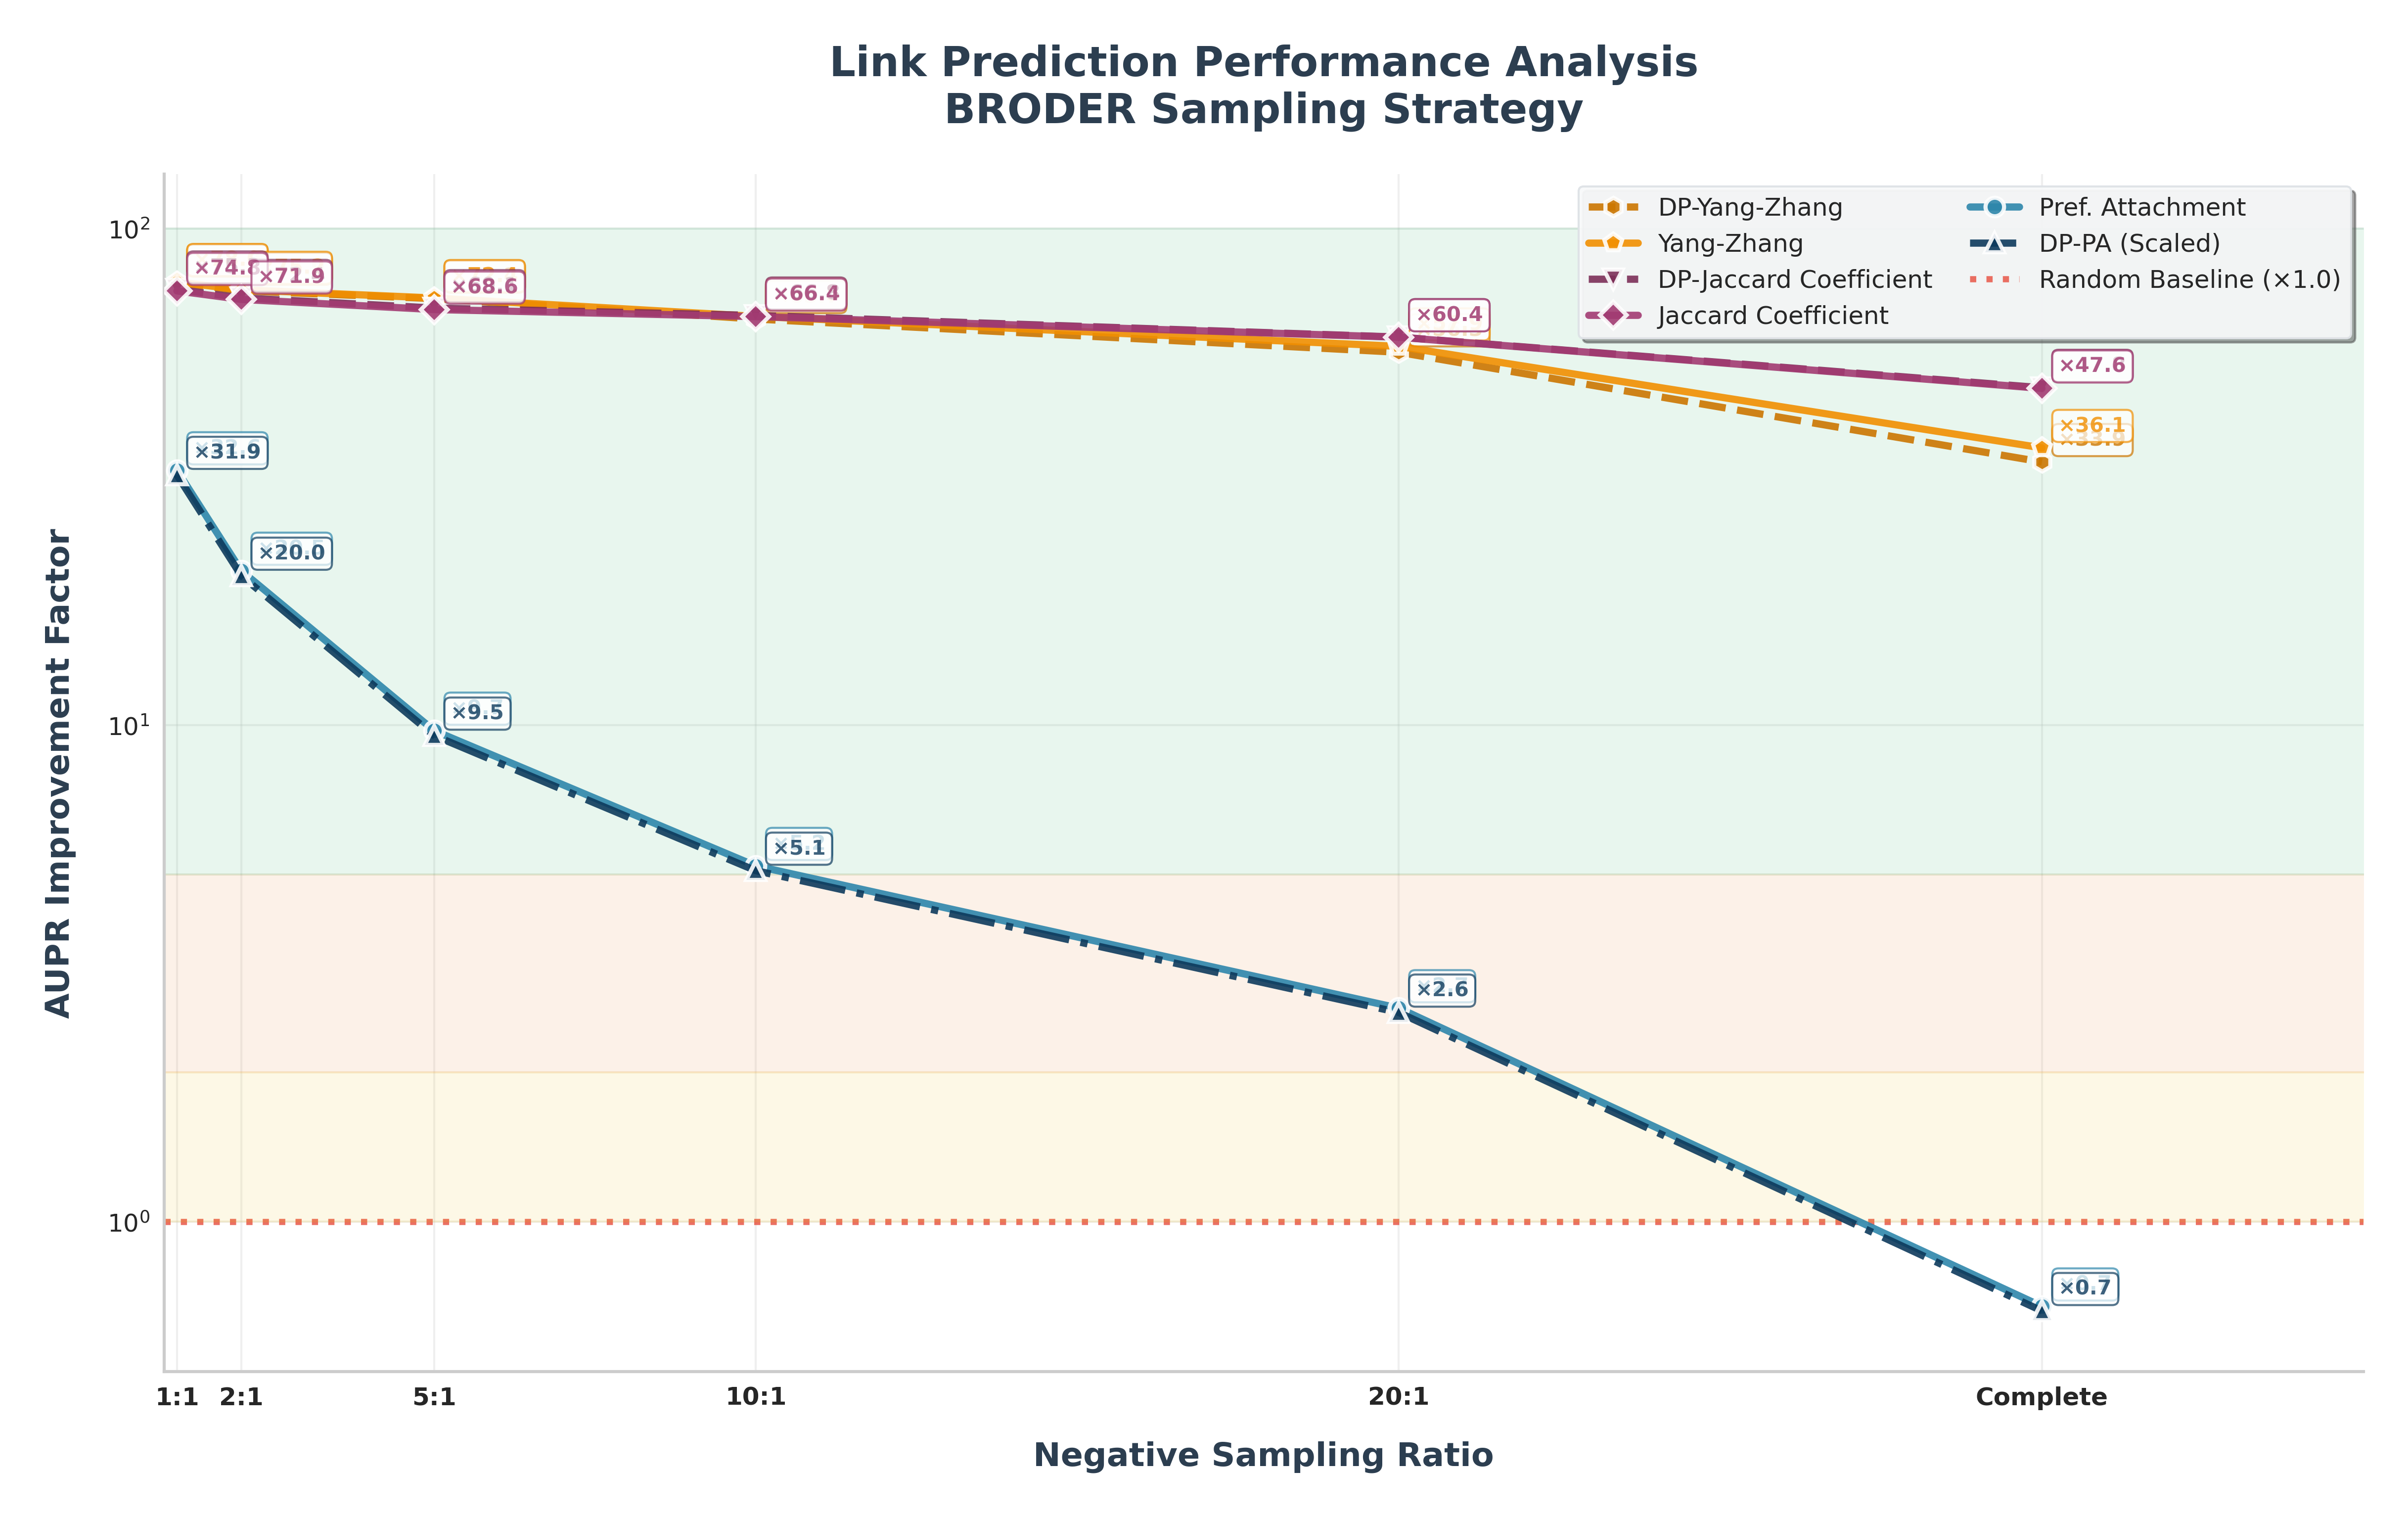 Link Prediction Performance Analysis
BRODER Sampling Strategy
AUPR Improvement Factor
10²
10¹
10⁰
DP-Yang-Zhang
Yang-Zhang
DP-Jaccard Coefficient
Jaccard Coefficient
Pref. Attachment
DP-PA (Scaled)
Random Baseline (×1.0)
×74.8
×71.9
×68.6
×66.4
×60.4
×47.6
×36.1
×33.9
×31.9
×20.0
×9.5
×5.1
×2.6
×0.7
1:1
2:1
5:1
10:1
20:1
Complete
Negative Sampling Ratio